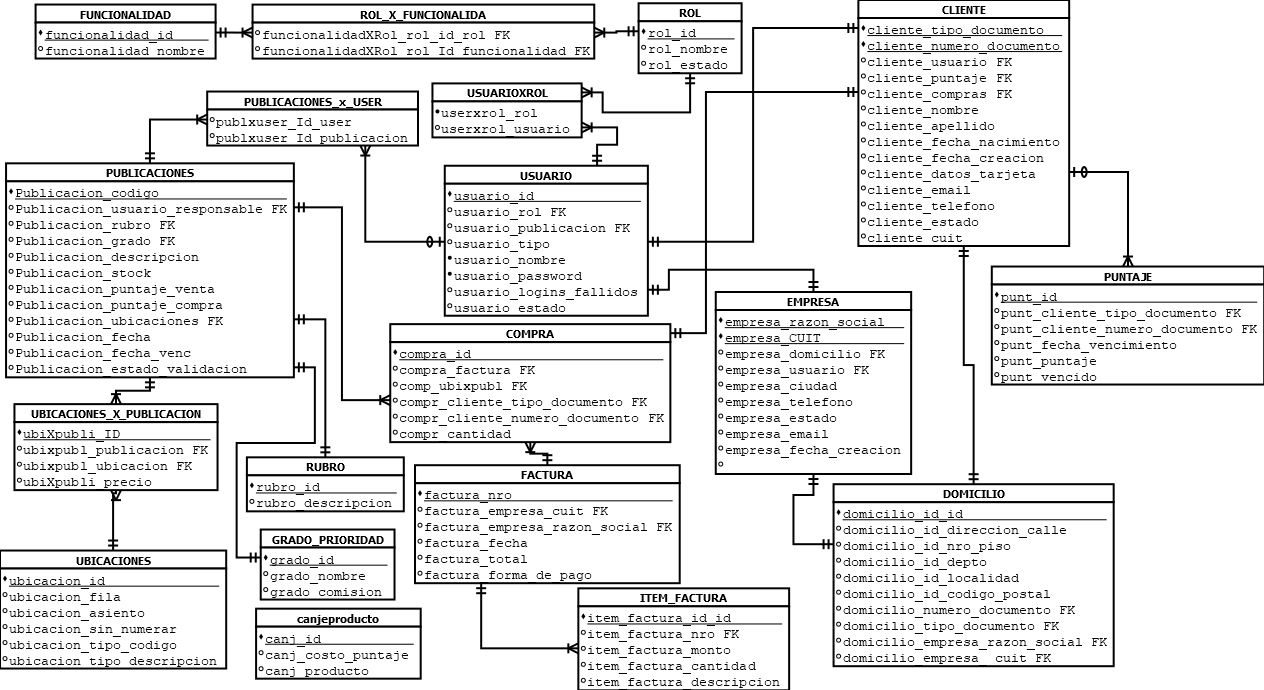 FUNCIONALIDAD
funcionalidad_id
funcionalidad_nombre
ROL_X_FUNCIONALIDA
funcionalidadXRol_rol_id_rol FK
funcionalidadXRol_rol_Id_funcionalidad FK
ROL
rol_id
rol_nombre
rol_estado
CLIENTE
cliente_tipo_documento
cliente_numero_documento
cliente_usuario FK
cliente_puntaje FK
cliente_compras FK
cliente_nombre
cliente_apellido
cliente_fecha_nacimiento
cliente_fecha_creacion
cliente_datos_tarjeta
cliente_email
cliente_telefono
cliente_estado
cliente_cuit
PUBLICACIONES_x_USER
publxuser_Id_user
publxuser_Id_publicacion
USUARIOXROL
userxrol_rol
userxrol_usuario
PUBLICACIONES
Publicacion_codigo
Publicacion_usuario_responsable FK
Publicacion_rubro FK
Publicacion_grado FK
Publicacion_descripcion
Publicacion_stock
Publicacion_puntaje_venta
Publicacion_puntaje_compra
Publicacion_ubicaciones FK
Publicacion_fecha
Publicacion_fecha_venc
Publicacion_estado_validacion
USUARIO
usuario_id
usuario_rol FK
usuario_publicacion FK
usuario_tipo
usuario_nombre
usuario_password
usuario_logins_fallidos
usuario_estado
PUNTAJE
punt_id
punt_cliente_tipo_documento FK
punt_cliente_numero_documento FK
punt_fecha_vencimiento
punt_puntaje
punt_vencido
EMPRESA
empresa_razon_social
empresa_CUIT
empresa_domicilio FK
empresa_usuario FK
empresa_ciudad
empresa_telefono
empresa_estado
empresa_email
empresa_fecha_creacion
COMPRA
compra_id
compra_factura FK
comp_ubixpubl FK
compr_cliente_tipo_documento FK
compr_cliente_numero_documento FK
compr_cantidad
UBICACIONES_X_PUBLICACION
ubiXpubli_ID
ubixpubl_publicacion FK
ubixpubl_ubicacion FK
ubiXpubli_precio
RUBRO
rubro_id
rubro_descripcion
FACTURA
factura_nro
factura_empresa_cuit FK
factura_empresa_razon_social FK
factura_fecha
factura_total
factura_forma_de_pago
DOMICILIO
domicilio_id_id
domicilio_id_direccion_calle
domicilio_id_nro_piso
domicilio_id_depto
domicilio_id_localidad
domicilio_id_codigo_postal
domicilio_numero_documento FK
domicilio_tipo_documento FK
domicilio_empresa_razon_social FK
domicilio_empresa_ cuit FK
GRADO_PRIORIDAD
grado_id
grado_nombre
grado_comision
UBICACIONES
ubicacion_id
ubicacion_fila
ubicacion_asiento
ubicacion_sin_numerar
ubicacion_tipo_codigo
ubicacion_tipo_descripcion
canjeproducto
canj_id
canj_costo_puntaje
canj_producto
ITEM_FACTURA
item_factura_id_id
item_factura_nro FK
item_factura_monto
item_factura_cantidad
item_factura_descripcion